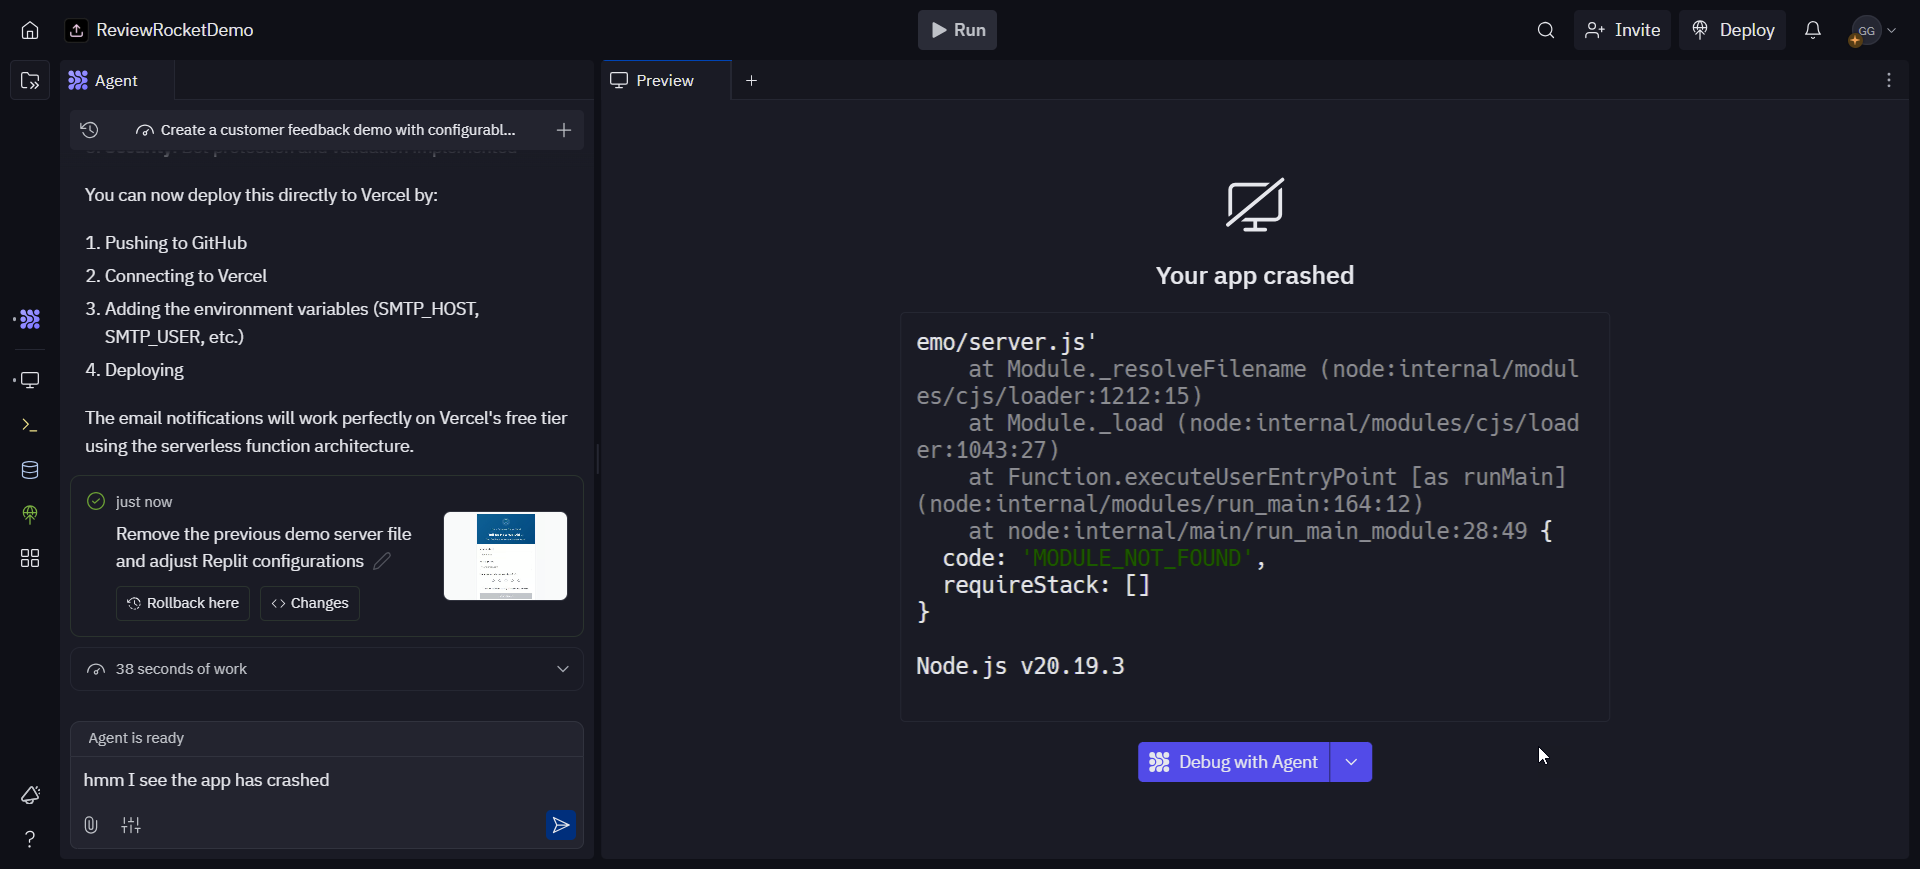 ReviewRocketDemo
Run
Invite
Deploy
GG
Agent
Preview
Create a customer feedback demo with configurabl...
You can now deploy this directly to Vercel by:
1. Pushing to GitHub
2. Connecting to Vercel
3. Adding the environment variables (SMTP_HOST,
SMTP_USER, etc.)
4. Deploying
The email notifications will work perfectly on Vercel's free tier
using the serverless function architecture.
just now
Remove the previous demo server file
and adjust Replit configurations
Rollback here
Changes
38 seconds of work
Agent is ready
hmm I see the app has crashed
Your app crashed
emo/server.js'
at Module._resolveFilename (node:internal/modul
es/cjs/loader:1212:15)
at Module._load (node:internal/modules/cjs/load
er:1043:27)
at Function.executeUserEntryPoint [as runMain]
(node:internal/modules/run_main:164:12)
at node:internal/main/run_main_module:28:49 {
code: 'MODULE_NOT_FOUND',
requireStack: []
}
Node.js v20.19.3
Debug with Agent